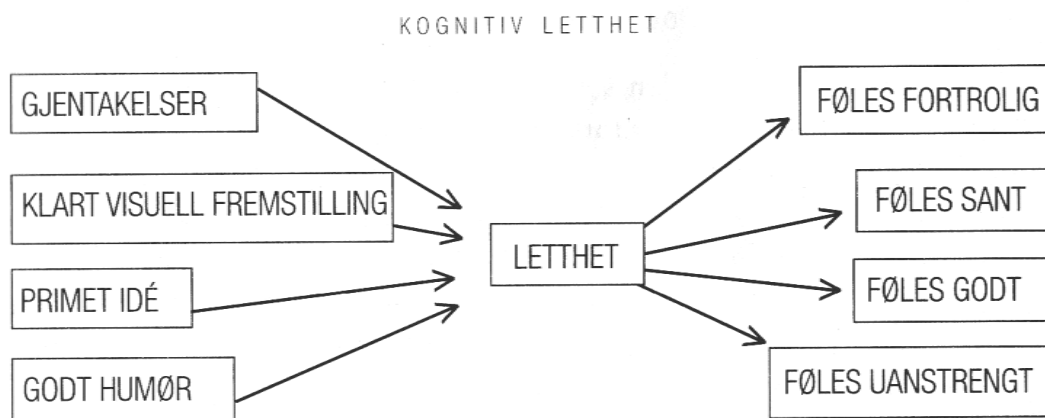 KOGNITIV LETTHET
GJENTAKELSER
KLART VISUELL FREMSTILLING
PRIMET IDÉ
GODT HUMØR
LETTHET
FØLES FORTROLIG
FØLES SANT
FØLES GODT
FØLES UANSTRENGT